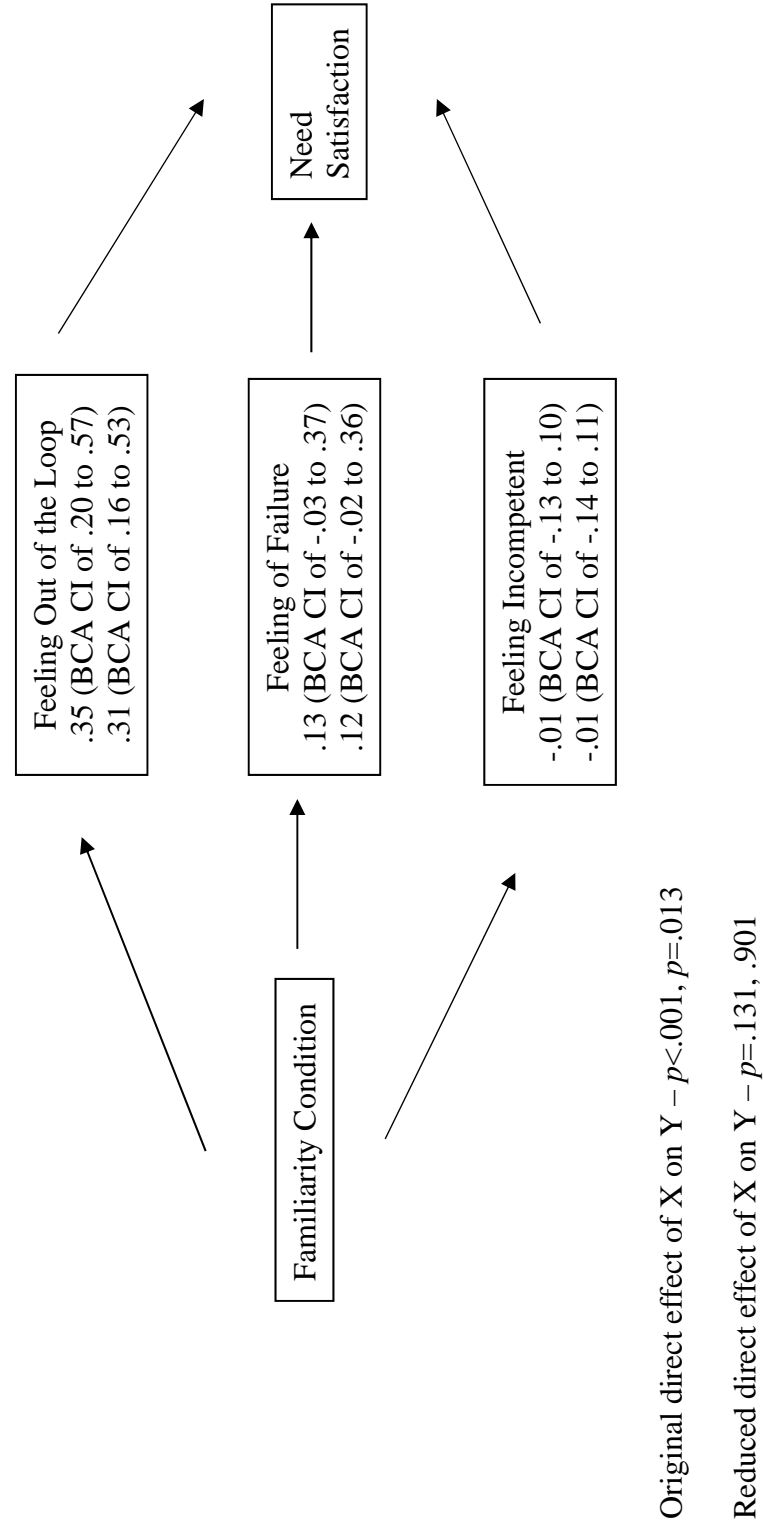 Feeling Out of the Loop
.35 (BCA CI of .20 to .57)
.31 (BCA CI of .16 to .53)
Familiarity Condition
Feeling of Failure
.13 (BCA CI of -.03 to .37)
.12 (BCA CI of -.02 to .36)
Need
Satisfaction
Feeling Incompetent
-.01 (BCA CI of -.13 to .10)
-.01 (BCA CI of -.14 to .11)
Original direct effect of X on Y – p<.001, p=.013
Reduced direct effect of X on Y – p=.131, .901